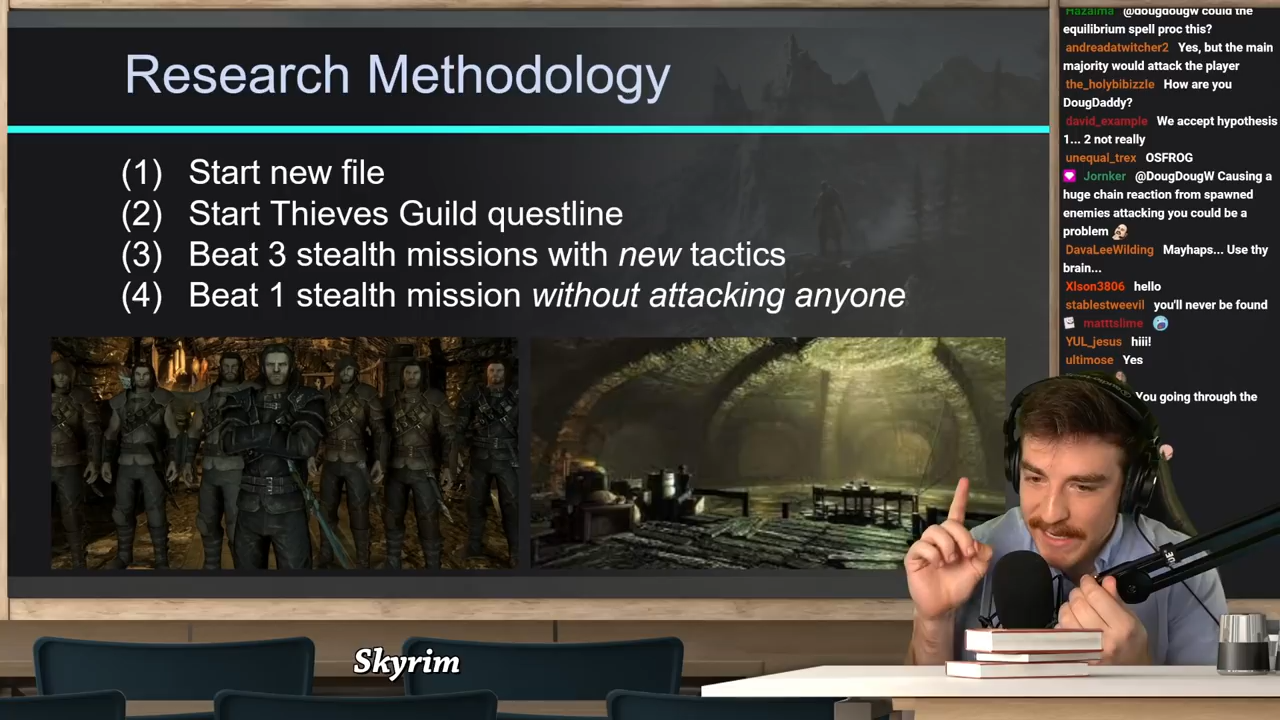 Research Methodology
(1) Start new file
(2) Start Thieves Guild questline
(3) Beat 3 stealth missions with new tactics
(4) Beat 1 stealth mission without attacking anyone
Skyrim
Hazaima @dougdougw could the
equilibrium spell proc this?
andreadatwitcher2 Yes, but the main
majority would attack the player
the_holybibizzle How are you
DougDaddy?
david_example We accept hypothesis
1... 2 not really
unequal_trex OSFROG
Jornker @DougDougW Causing a
huge chain reaction from spawned
enemies attacking you could be a
problem
DavaLeeWilding Mayhaps... Use thy
brain...
Xlson3806 hello
stablestweevil you'll never be found
matttslime
YUL_jesus hiii!
ultimose Yes
You going through the